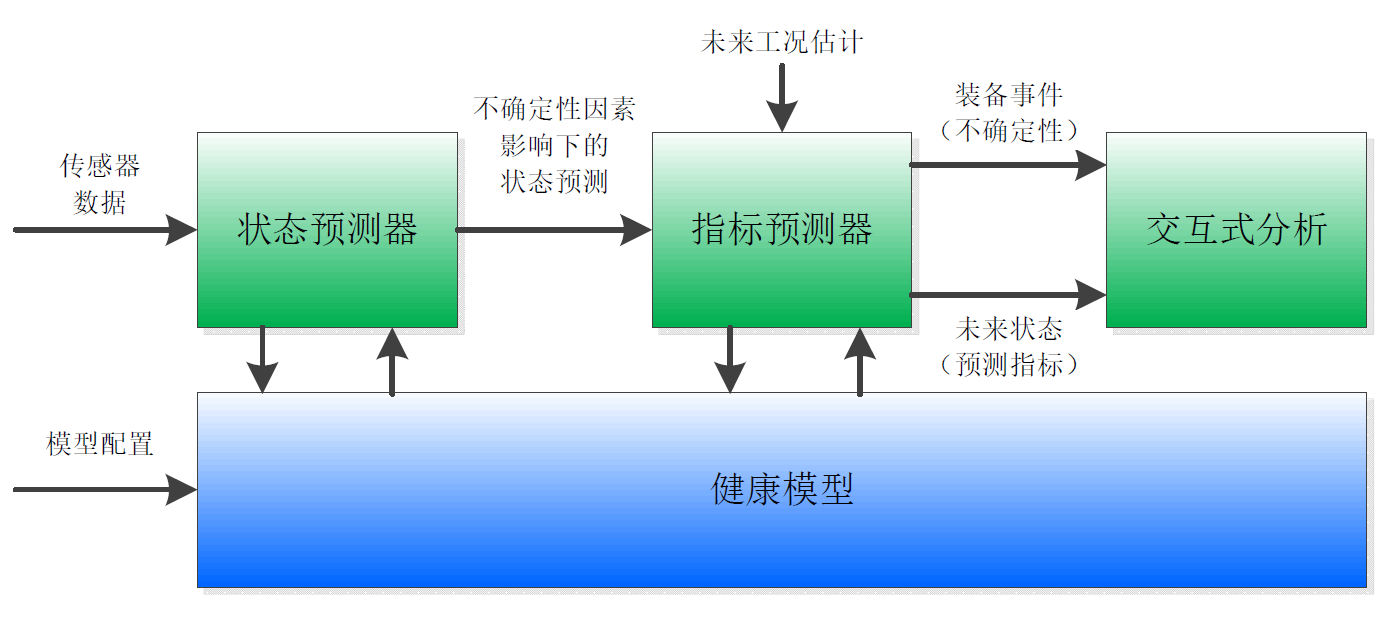 未来工况估计
传感器
数据
状态预测器
不确定性因素
影响下的
状态预测
指标预测器
装备事件
（不确定性）
未来状态
（预测指标）
交互式分析
模型配置
健康模型